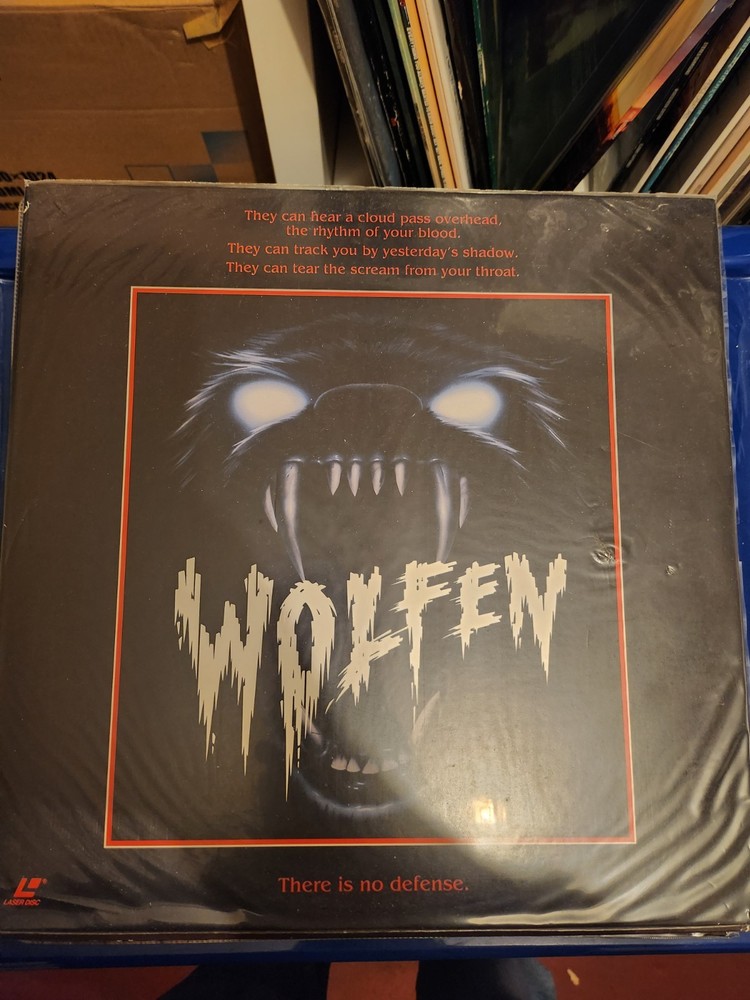 They can hear a cloud pass overhead,
the rhythm of your blood.
They can track you by yesterday's shadow.
They can tear the scream from your throat.
WOLFEN
There is no defense.
LASER DISC